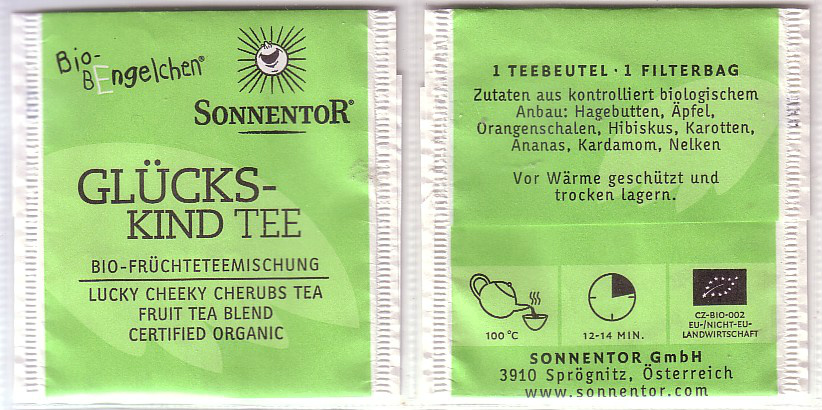 Bio-
BEngelchen®
SONNENTOR®
GLÜCKS-
KIND TEE
BIO-FRÜCHTETEEMISCHUNG
LUCKY CHEEKY CHERUBS TEA
FRUIT TEA BLEND
CERTIFIED ORGANIC
1 TEEBEUTEL · 1 FILTERBAG
Zutaten aus kontrolliert biologischem
Anbau: Hagebutten, Äpfel,
Orangenschalen, Hibiskus, Karotten,
Ananas, Kardamom, Nelken
Vor Wärme geschützt und
trocken lagern.
100 °C
12-14 MIN.
CZ-BIO-002
EU-/NICHT-EU-
LANDWIRTSCHAFT
SONNENTOR GmbH
3910 Sprögnitz, Österreich
www.sonnentor.com